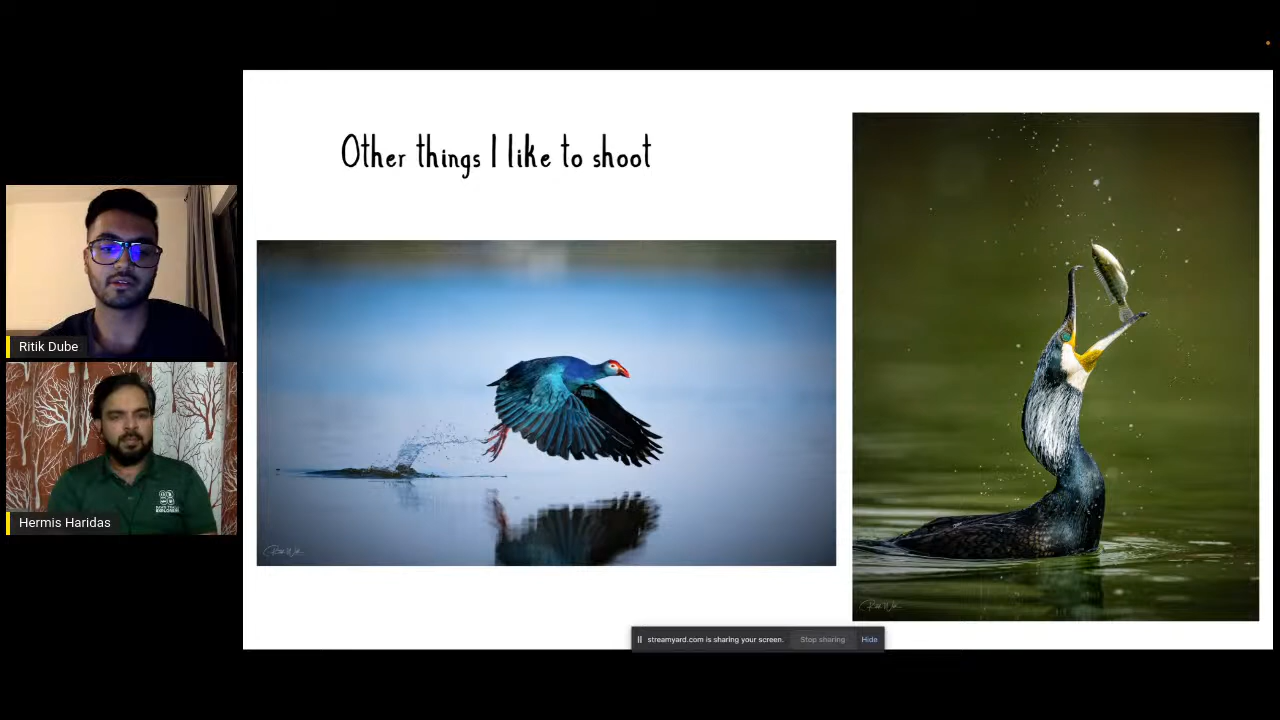 Other things I like to shoot
Ritik Dube
Hermis Haridas
streamyard.com is sharing your screen.
Stop sharing
Hide